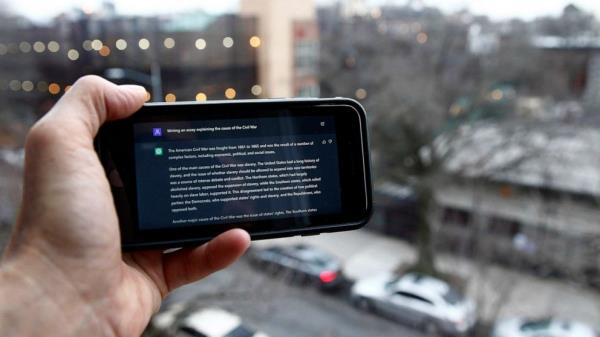 Writing an essay explaining the cause of the Civil War
The American Civil War was fought from 1861 to 1865 and was the result of a number of
complex factors, including economic, political, and social issues.
One of the main causes of the Civil War was slavery. The United States had a long history of
slavery, and the issue of whether slavery should be allowed to expand into new territories
was a source of intense debate and conflict. The Northern states, which had largely
abolished slavery, opposed the expansion of slavery, while the Southern states, which relied
heavily on slave labor, supported it. This disagreement led to the creation of two political
parties: the Democrats, who supported states' rights and slavery, and the Republicans, who
opposed both.
Another major cause of the Civil War was the issue of states' rights. The Southern states